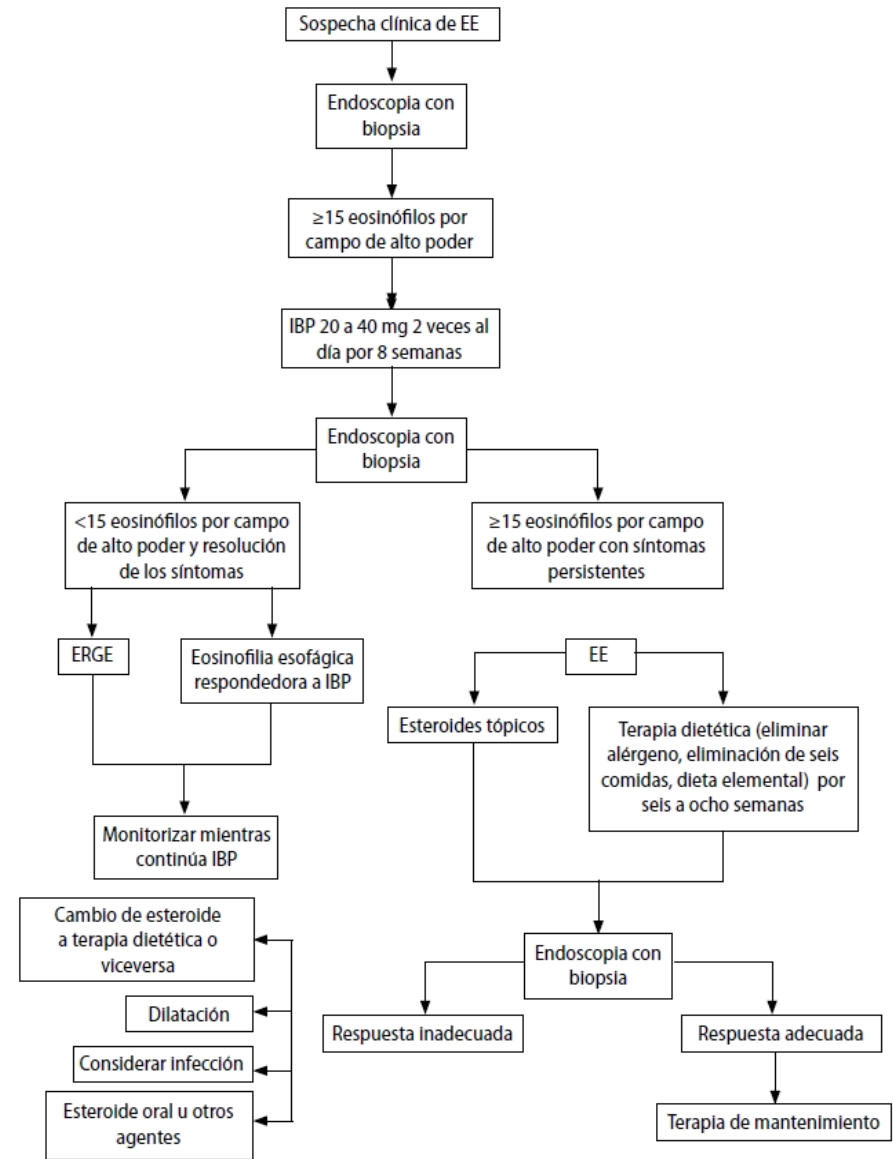 Sospecha clínica de EE
Endoscopia con
biopsia
≥15 eosinófilos por
campo de alto poder
IBP 20 a 40 mg 2 veces al
día por 8 semanas
Endoscopia con
biopsia
<15 eosinófilos por campo
de alto poder y resolución
de los síntomas
≥15 eosinófilos por campo
de alto poder con síntomas
persistentes
ERGE
Eosinofilia esofágica
respondedora a IBP
EE
Esteroides tópicos
Terapia dietética (eliminar
alérgeno, eliminación de seis
comidas, dieta elemental) por
seis a ocho semanas
Monitorizar mientras
continúa IBP
Cambio de esteroide
a terapia dietética o
viceversa
Dilatación
Considerar infección
Esteroide oral u otros
agentes
Endoscopia con
biopsia
Respuesta inadecuada
Respuesta adecuada
Terapia de mantenimiento